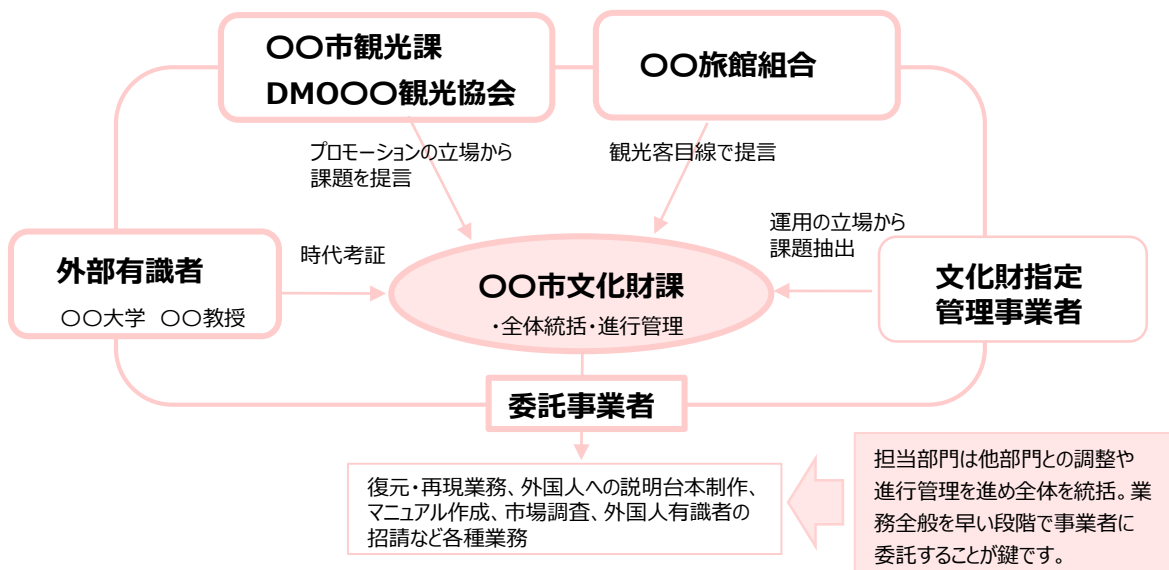 〇〇市観光課
DMO〇〇観光協会
〇〇旅館組合
プロモーションの立場から
課題を提言
観光客目線で提言
外部有識者
〇〇大学 〇〇教授
時代考証
〇〇市文化財課
・全体統括・進行管理
運用の立場から
課題抽出
文化財指定
管理事業者
委託事業者
復元・再現業務、外国人への説明台本制作、
マニュアル作成、市場調査、外国人有識者の
招請など各種業務
担当部門は他部門との調整や
進行管理を進め全体を統括。業
務全般を早い段階で事業者に
委託することが鍵です。